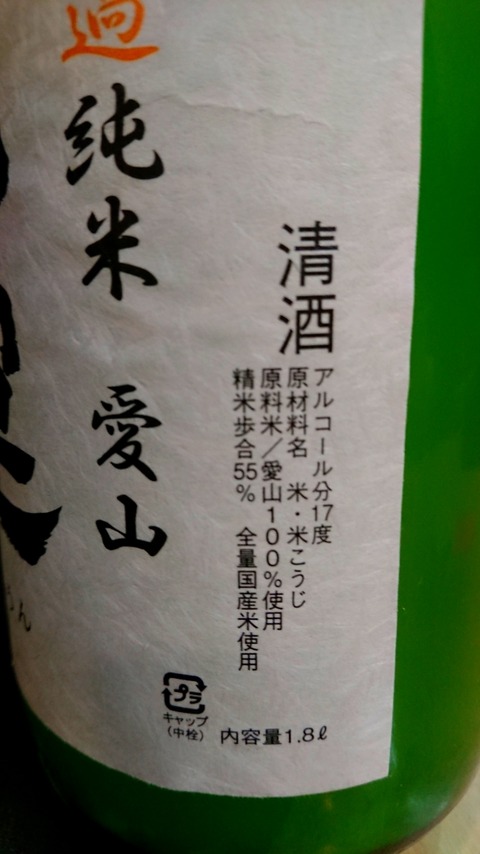 清酒
アルコール分17度
原材料名 米・米こうじ
原料米/愛山100%使用
精米歩合55% 全量国産米使用
純米 愛山
プラ
キャップ
(中栓)
内容量1.8ℓ